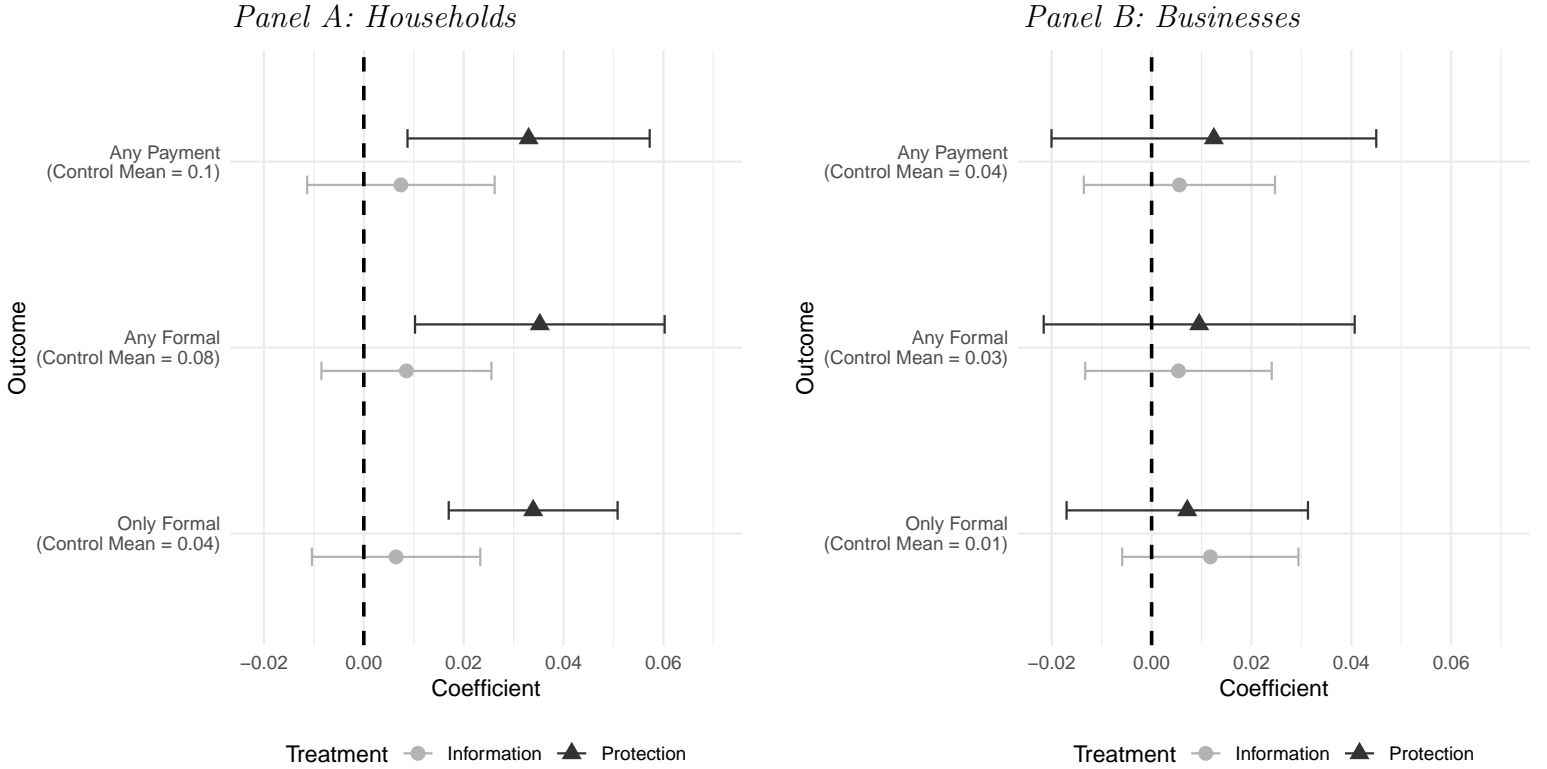 Panel A: Households
Outcome
Any Payment
(Control Mean = 0.1)
Any Formal
(Control Mean = 0.08)
Only Formal
(Control Mean = 0.04)
−0.02 0.00 0.02 0.04 0.06
Coefficient
Treatment Information Protection
Panel B: Businesses
Outcome
Any Payment
(Control Mean = 0.04)
Any Formal
(Control Mean = 0.03)
Only Formal
(Control Mean = 0.01)
−0.02 0.00 0.02 0.04 0.06
Coefficient
Treatment Information Protection